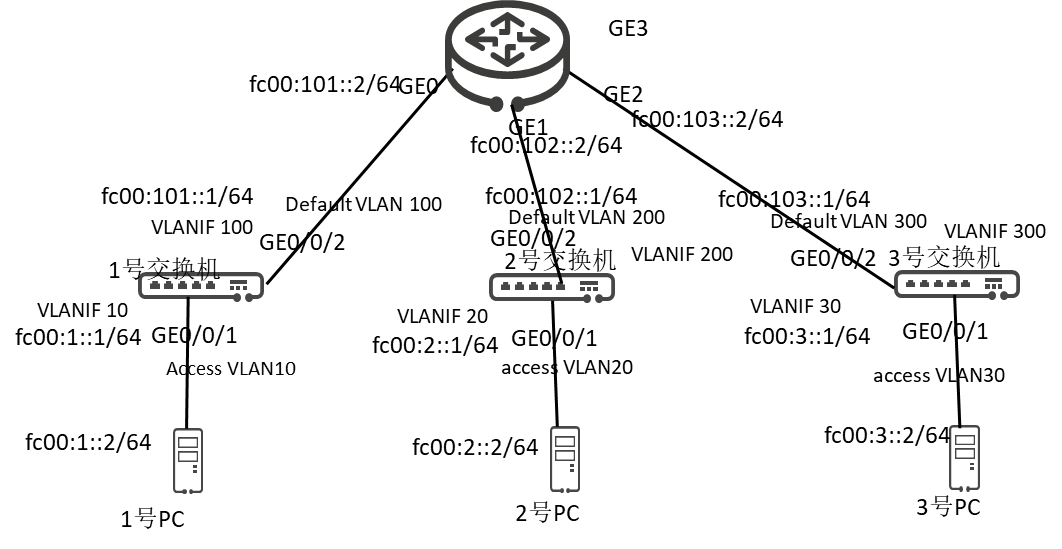 GE3
fc00:101::2/64
GE0
GE2
fc00:103::2/64
GE1
fc00:102::2/64
fc00:101::1/64
Default VLAN 100
VLANIF 100
GE0/0/2
1号交换机
fc00:102::1/64
Default VLAN 200
GE0/0/2
2号交换机
VLANIF 200
fc00:103::1/64
Default VLAN 300
VLANIF 300
GE0/0/2
3号交换机
VLANIF 10
fc00:1::1/64
GE0/0/1
Access VLAN10
VLANIF 20
fc00:2::1/64
GE0/0/1
access VLAN20
VLANIF 30
fc00:3::1/64
GE0/0/1
access VLAN30
fc00:1::2/64
1号PC
fc00:2::2/64
2号PC
fc00:3::2/64
3号PC